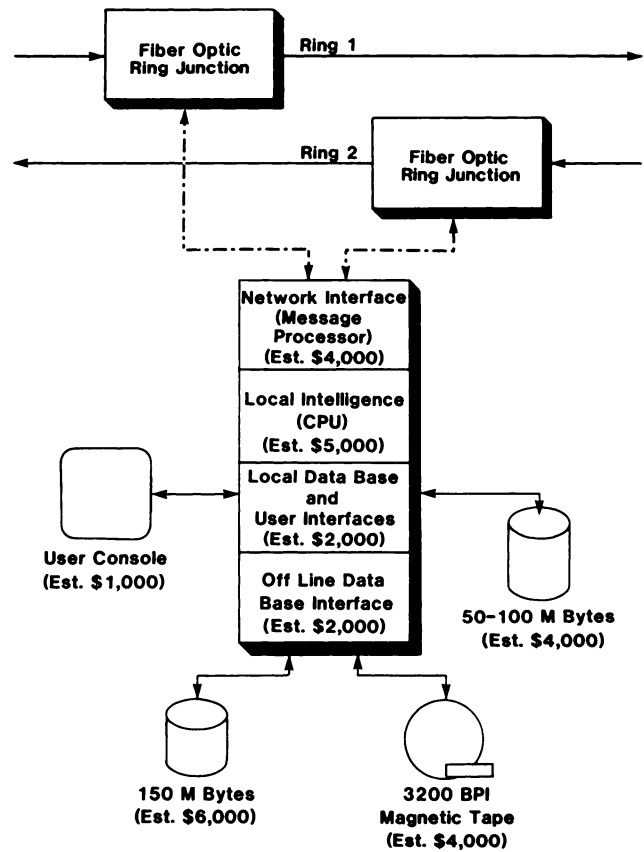 Fiber Optic
Ring Junction
Ring 1
Ring 2
Fiber Optic
Ring Junction
Network Interface
(Message
Processor)
(Est. $4,000)
Local Intelligence
(CPU)
(Est. $5,000)
Local Data Base
and
User Interfaces
(Est. $2,000)
Off Line Data
Base Interface
(Est. $2,000)
User Console
(Est. $1,000)
50-100 M Bytes
(Est. $4,000)
150 M Bytes
(Est. $6,000)
3200 BPI
Magnetic Tape
(Est. $4,000)